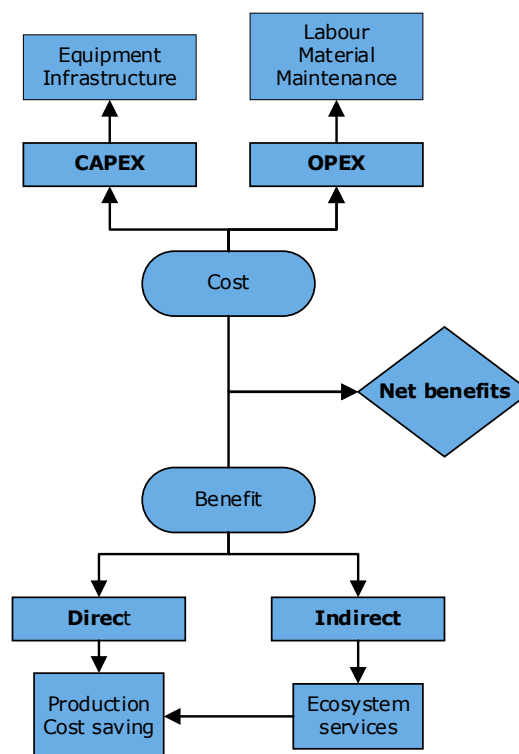 Equipment
Infrastructure
Labour
Material
Maintenance
CAPEX
OPEX
Cost
Net benefits
Benefit
Direct
Indirect
Production
Cost saving
Ecosystem
services